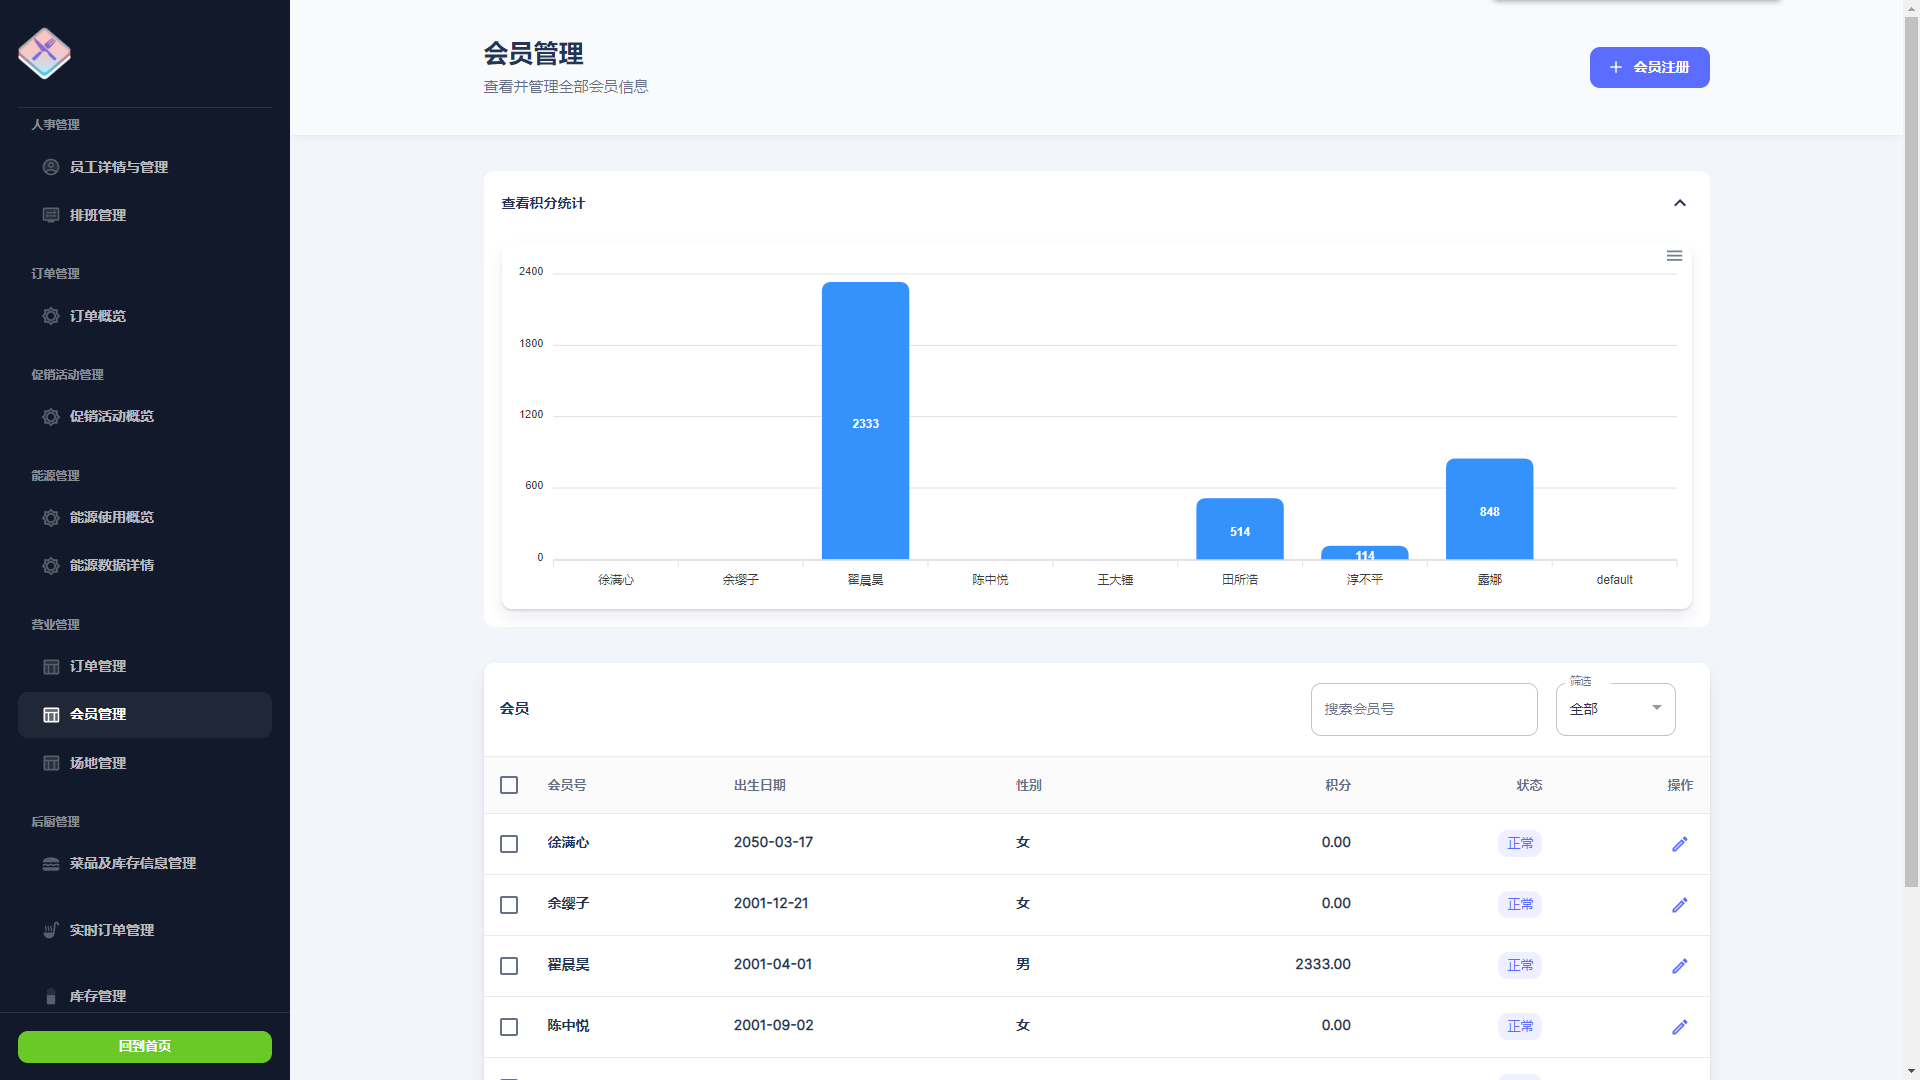 人事管理
员工详情与管理
排班管理
订单管理
订单概览
促销活动管理
促销活动概览
能源管理
能源使用概览
能源数据详情
营业管理
订单管理
会员管理
场地管理
后厨管理
菜品及库存信息管理
实时订单管理
库存管理
回到首页
会员管理
查看并管理全部会员信息
会员注册
查看积分统计
2400
1800
1200
600
0
2333
514
114
848
徐满心 余缨子 翟晨昊 陈中悦 王大锤 田所浩 淳不平 露娜 default
会员
搜索会员号
筛选
全部
会员号 出生日期 性别 积分 状态 操作
徐满心 2050-03-17 女 0.00 正常
余缨子 2001-12-21 女 0.00 正常
翟晨昊 2001-04-01 男 2333.00 正常
陈中悦 2001-09-02 女 0.00 正常